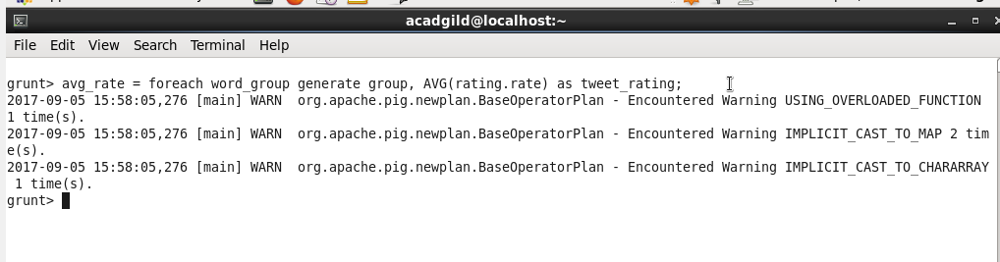 acadgild@localhost:~
File Edit View Search Terminal Help
grunt> avg_rate = foreach word_group generate group, AVG(rating.rate) as tweet_rating;
2017-09-05 15:58:05,276 [main] WARN  org.apache.pig.newplan.BaseOperatorPlan - Encountered Warning USING_OVERLOADED_FUNCTION
1 time(s).
2017-09-05 15:58:05,276 [main] WARN  org.apache.pig.newplan.BaseOperatorPlan - Encountered Warning IMPLICIT_CAST_TO_MAP 2 tim
e(s).
2017-09-05 15:58:05,276 [main] WARN  org.apache.pig.newplan.BaseOperatorPlan - Encountered Warning IMPLICIT_CAST_TO_CHARARRAY
 1 time(s).
grunt>